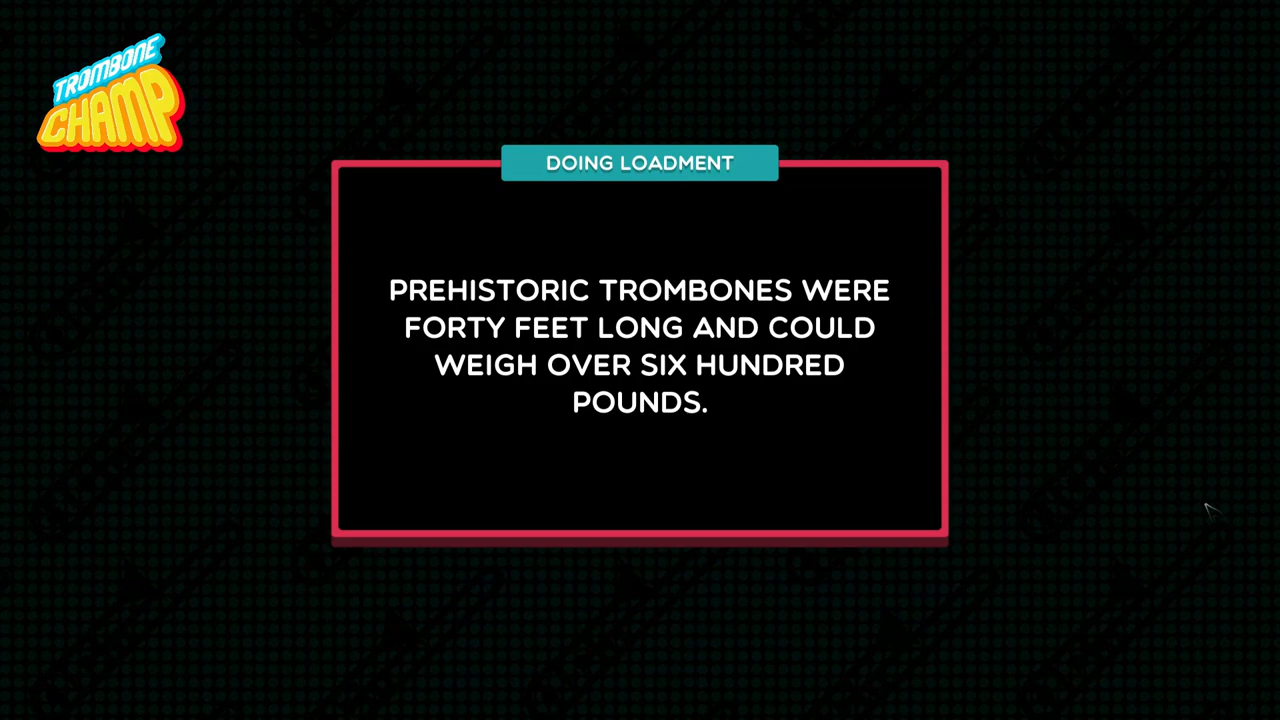 TROMBONE
CHAMP
DOING LOADMENT
PREHISTORIC TROMBONES WERE
FORTY FEET LONG AND COULD
WEIGH OVER SIX HUNDRED
POUNDS.